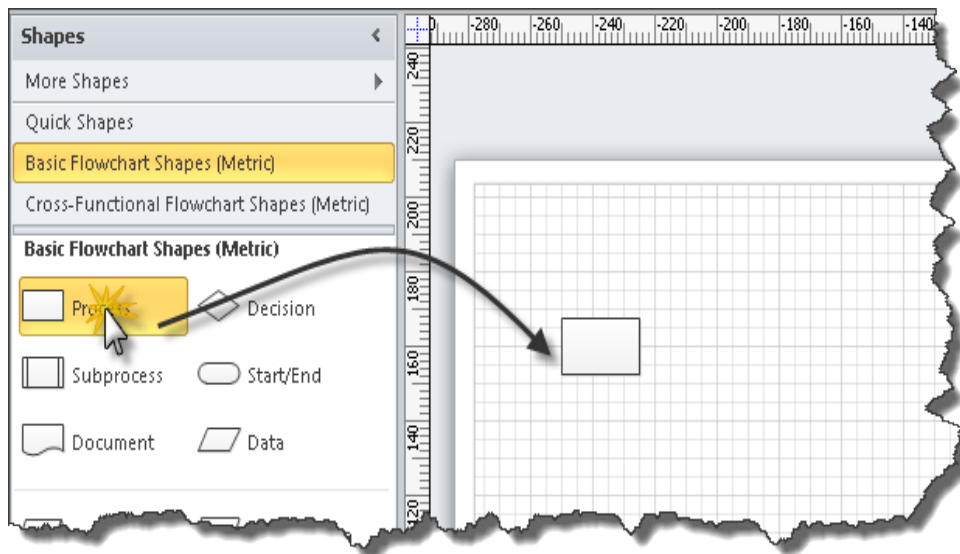 Shapes
More Shapes
Quick Shapes
Basic Flowchart Shapes (Metric)
Cross-Functional Flowchart Shapes (Metric)
Basic Flowchart Shapes (Metric)
Decision
Subprocess
Start/End
Document
Data
-280
-260
-240
-220
-200
-180
-160
240
220
200
180
160
140
120